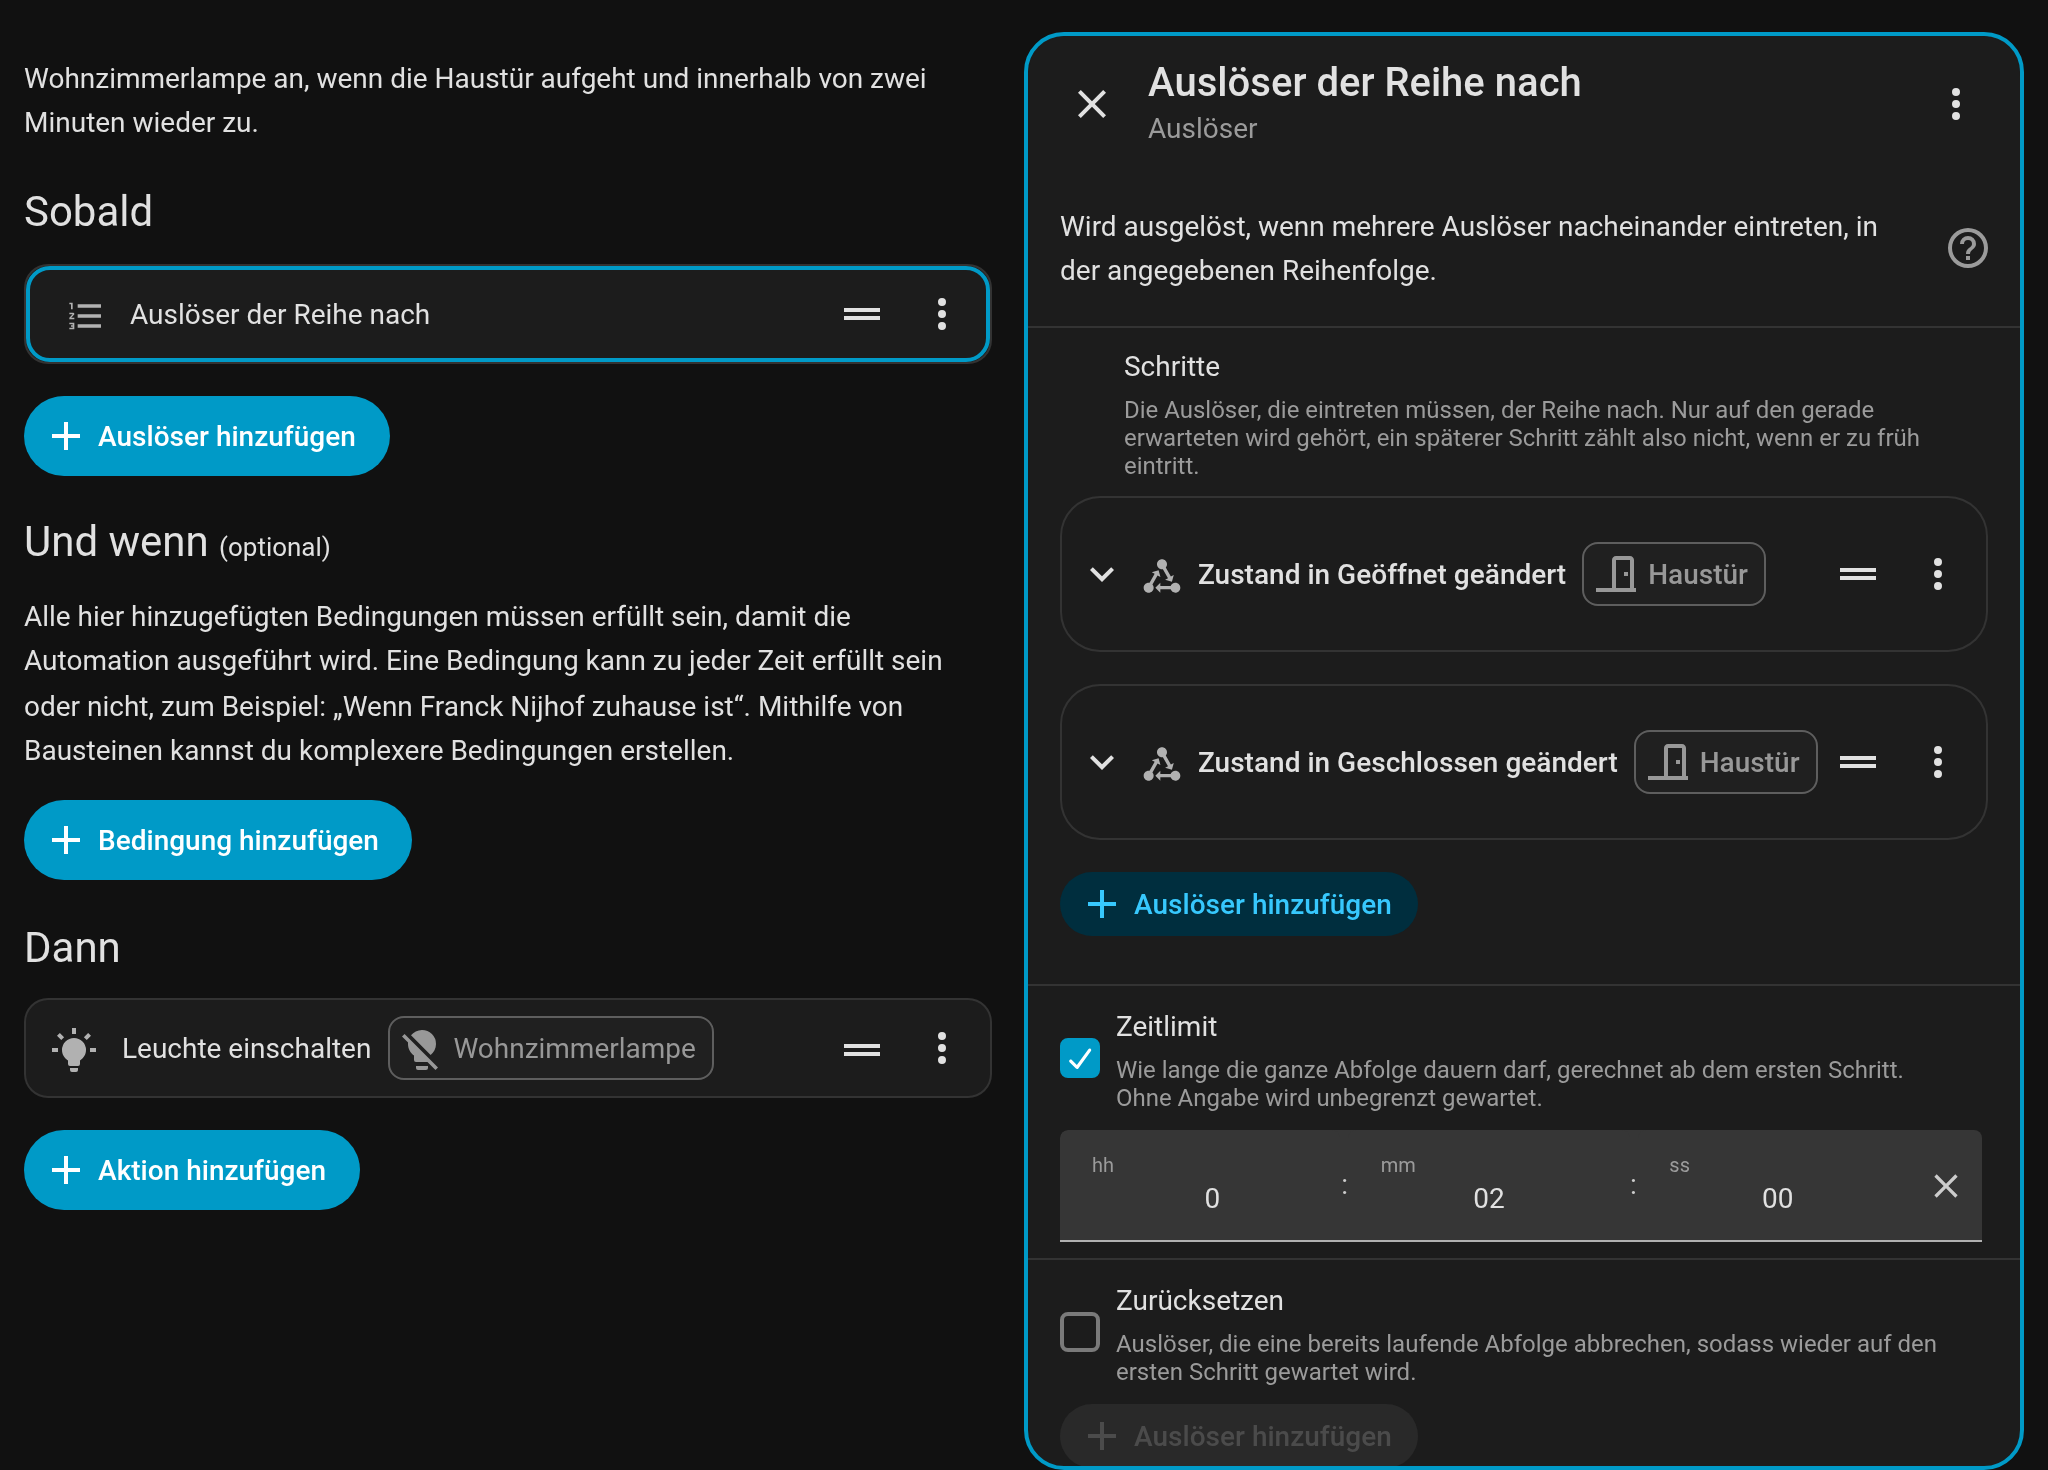 Wohnzimmerlampe an, wenn die Haustür aufgeht und innerhalb von zwei
Minuten wieder zu.
Sobald
Auslöser der Reihe nach
Auslöser hinzufügen
Und wenn (optional)
Alle hier hinzugefügten Bedingungen müssen erfüllt sein, damit die
Automation ausgeführt wird. Eine Bedingung kann zu jeder Zeit erfüllt sein
oder nicht, zum Beispiel: „Wenn Franck Nijhof zuhause ist“. Mithilfe von
Bausteinen kannst du komplexere Bedingungen erstellen.
Bedingung hinzufügen
Dann
Leuchte einschalten Wohnzimmerlampe
Aktion hinzufügen
Auslöser der Reihe nach
Auslöser
Wird ausgelöst, wenn mehrere Auslöser nacheinander eintreten, in
der angegebenen Reihenfolge.
Schritte
Die Auslöser, die eintreten müssen, der Reihe nach. Nur auf den gerade
erwarteten wird gehört, ein späterer Schritt zählt also nicht, wenn er zu früh
eintritt.
Zustand in Geöffnet geändert Haustür
Zustand in Geschlossen geändert Haustür
Auslöser hinzufügen
Zeitlimit
Wie lange die ganze Abfolge dauern darf, gerechnet ab dem ersten Schritt.
Ohne Angabe wird unbegrenzt gewartet.
hh mm ss
0 : 02 : 00
Zurücksetzen
Auslöser, die eine bereits laufende Abfolge abbrechen, sodass wieder auf den
ersten Schritt gewartet wird.
Auslöser hinzufügen